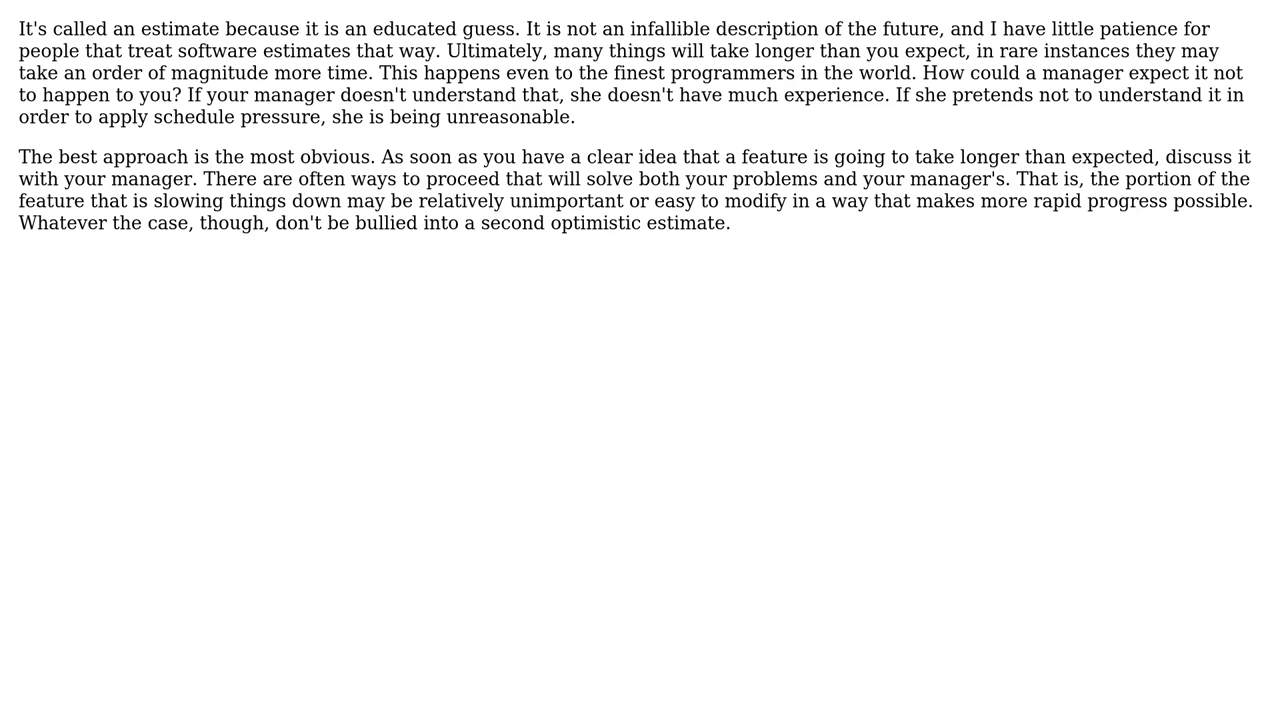 It's called an estimate because it is an educated guess. It is not an infallible description of the future, and I have little patience for
people that treat software estimates that way. Ultimately, many things will take longer than you expect, in rare instances they may
take an order of magnitude more time. This happens even to the finest programmers in the world. How could a manager expect it not
to happen to you? If your manager doesn't understand that, she doesn't have much experience. If she pretends not to understand it in
order to apply schedule pressure, she is being unreasonable.
The best approach is the most obvious. As soon as you have a clear idea that a feature is going to take longer than expected, discuss it
with your manager. There are often ways to proceed that will solve both your problems and your manager's. That is, the portion of the
feature that is slowing things down may be relatively unimportant or easy to modify in a way that makes more rapid progress possible.
Whatever the case, though, don't be bullied into a second optimistic estimate.